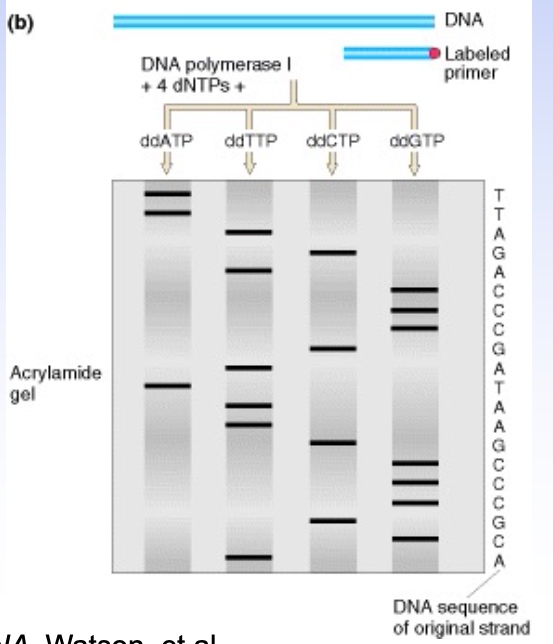 (b)
DNA
Labeled
primer
DNA polymerase I
+ 4 dNTPs +
ddATP ddTTP ddCTP ddGTP
T
T
A
G
A
C
C
C
G
A
T
A
A
G
C
C
C
G
C
A
Acrylamide
gel
DNA sequence
of original strand
Watson, et al